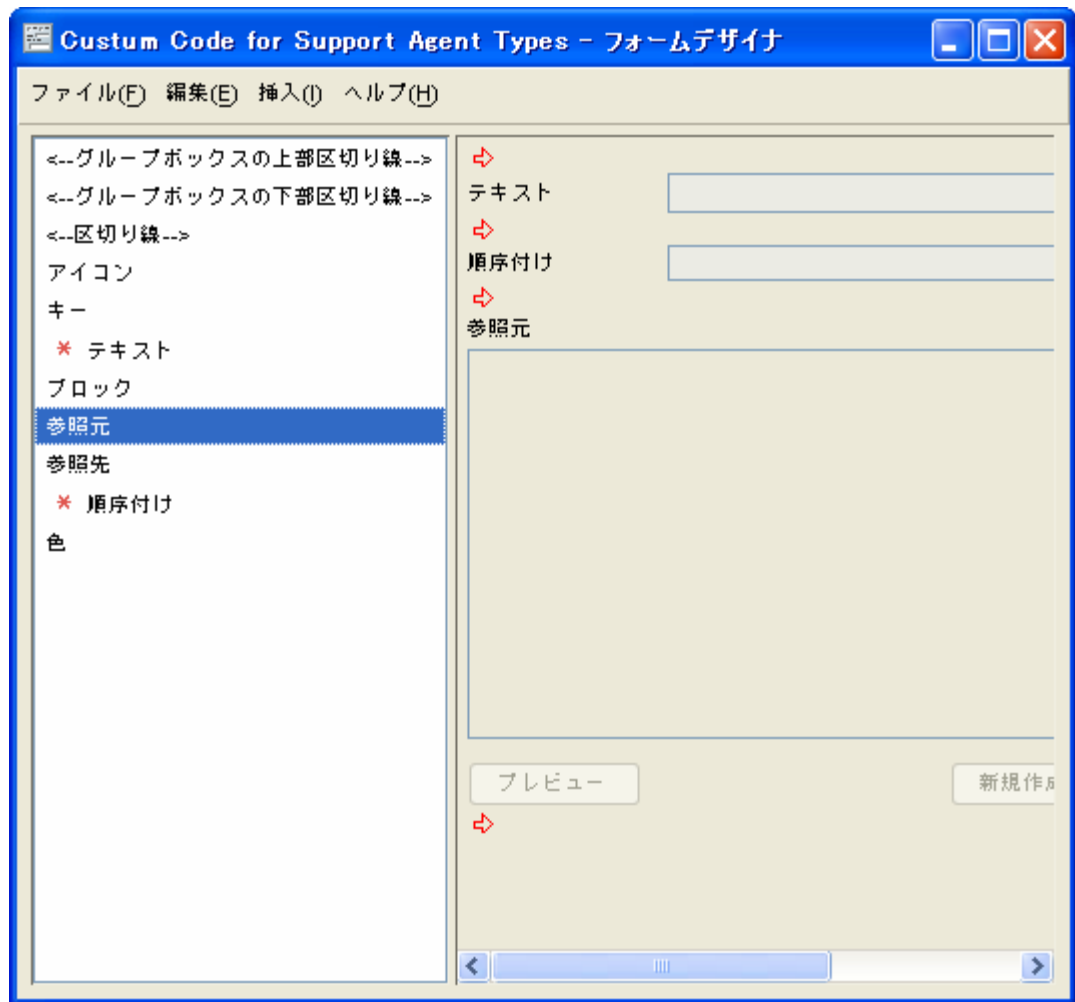 Custum Code for Support Agent Types - フォームデザイナ
ファイル(F) 編集(E) 挿入(I) ヘルプ(H)
<--グループボックスの上部区切り線-->
<--グループボックスの下部区切り線-->
<--区切り線-->
アイコン
キー
* テキスト
ブロック
参照元
参照先
* 順序付け
色
テキスト
順序付け
参照元
プレビュー
新規作成